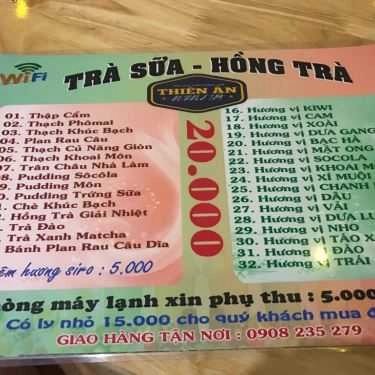 WiFi
TRÀ SỮA - HỒNG TRÀ
THIÊN ÂN
20.000
01. Thập Cẩm
02. Thạch Phômai
03. Thạch Khúc Bạch
04. Plan Rau Câu
05. Thạch Củ Năng Giòn
06. Thạch Khoai Môn
07. Trân Châu Nhà Làm
08. Pudding Sôcôla
09. Pudding Môn
10. Pudding Trứng Sữa
Chè Khúc Bạch
Hồng Trà Giải Nhiệt
Trà Đào
Trà Xanh Matcha
Bánh Plan Rau Câu Dừa
hương siro : 5.000
16. Hương vị KIWI
17. Hương vị CAM
18. Hương vị XOÀI
19. Hương vị DƯA GANG
20. Hương vị BẠC HÀ
21. Hương vị MẬT ONG
22. Hương vị SOCOLA
23. Hương vị KHOAI MÔ
24. Hương vị XÍ MUỘI
25. Hương vị CHANH
26. Hương vị DÂU
27. Hương vị VẢI
28. Hương vị DƯA LƯ
29. Hương vị NHO
30. Hương vị TÁO X
31. Hương vị ĐÀO
32. Hương vị TRÁI
òng máy lạnh xin phụ thu : 5.000
Có ly nhỏ 15.000 cho quý khách mua đ
GIAO HÀNG TẬN NƠI : 0908 235 279